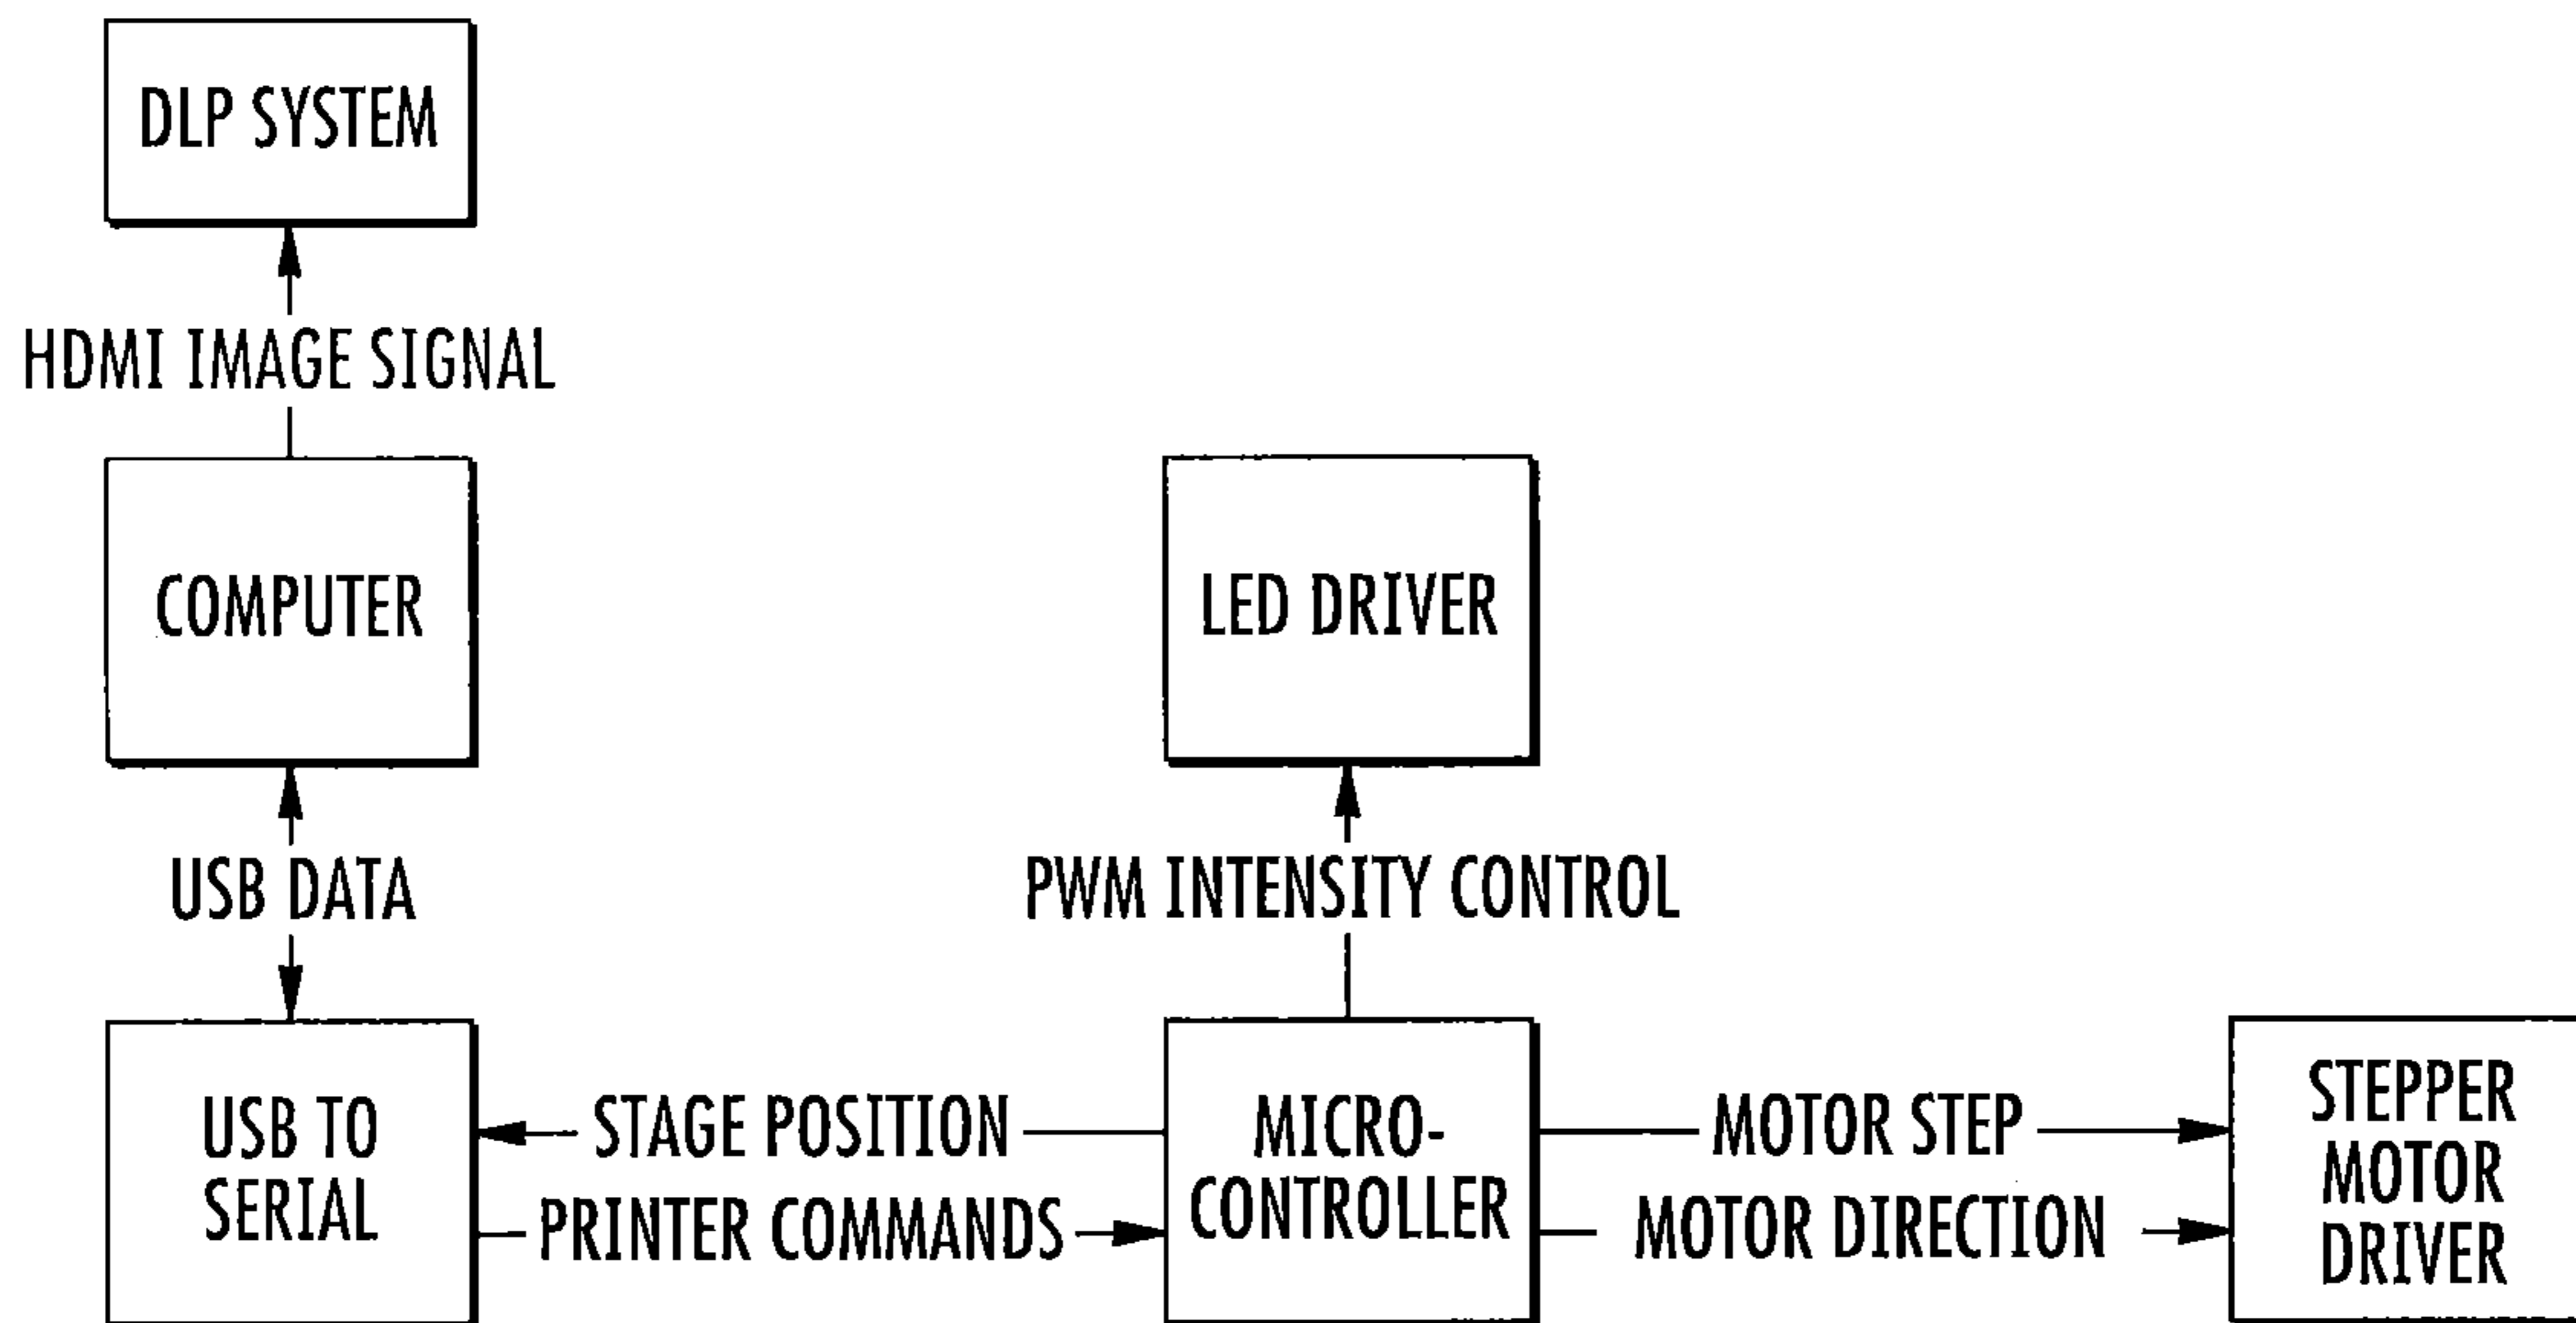 DLP SYSTEM
HDMI IMAGE SIGNAL
COMPUTER
LED DRIVER
USB DATA
PWM INTENSITY CONTROL
USB TO
SERIAL
STAGE POSITION
PRINTER COMMANDS
MICRO-
CONTROLLER
MOTOR STEP
MOTOR DIRECTION
STEPPER
MOTOR
DRIVER